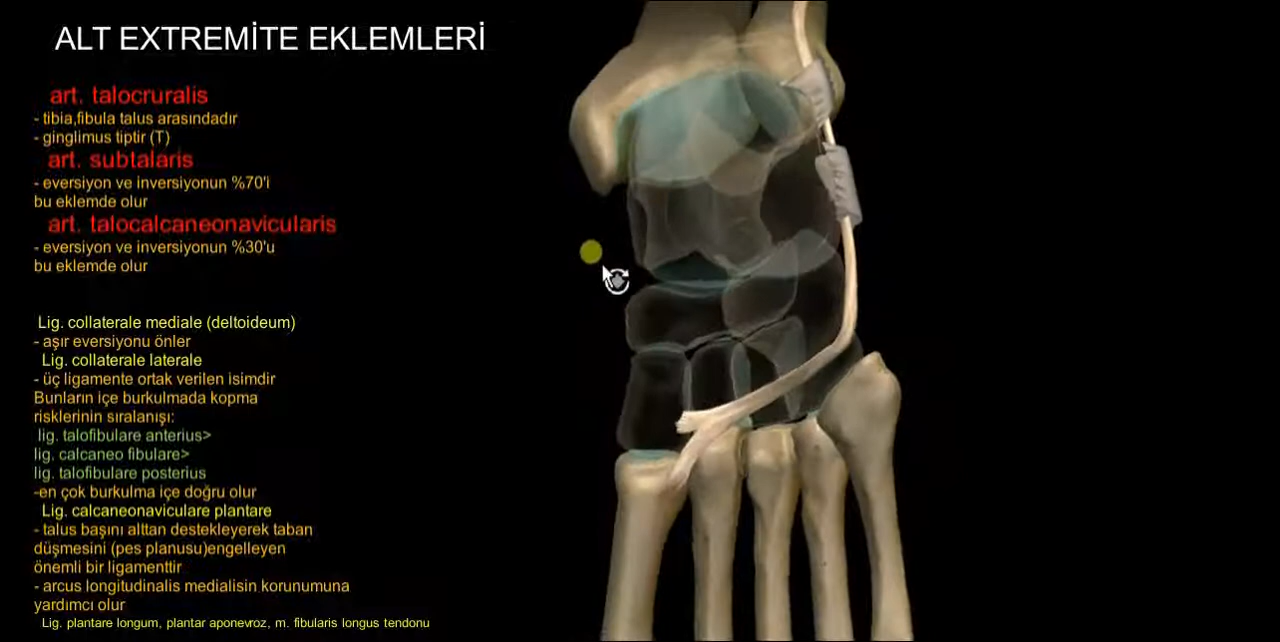 ALT EXTREMİTE EKLEMLERİ
art. talocruralis
- tibia,fibula talus arasındadır
- ginglimus tiptir (T)
art. subtalaris
- eversiyon ve inversiyonun %70'i
bu eklemde olur
art. talocalcaneonavicularis
- eversiyon ve inversiyonun %30'u
bu eklemde olur
Lig. collaterale mediale (deltoideum)
- aşır eversiyonu önler
Lig. collaterale laterale
- üç ligamente ortak verilen isimdir
Bunların içe burkulmada kopma
risklerinin sıralanışı:
lig. talofibulare anterius>
lig. calcaneo fibulare>
lig. talofibulare posterius
-en çok burkulma içe doğru olur
Lig. calcaneonaviculare plantare
- talus başını alttan destekleyerek taban
düşmesini (pes planusu)engelleyen
önemli bir ligamenttir
- arcus longitudinalis medialisin korunumuna
yardımcı olur
Lig. plantare longum, plantar aponevroz, m. fibularis longus tendonu